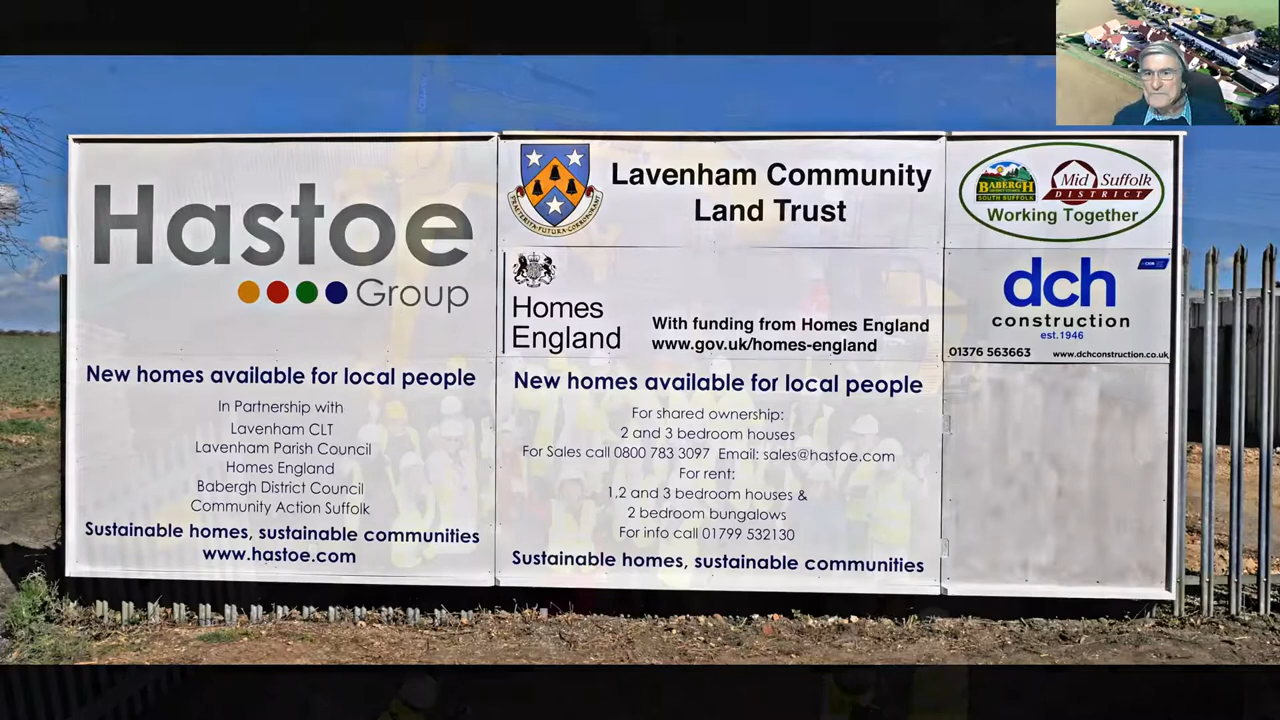 Hastoe
Group
New homes available for local people
In Partnership with
Lavenham CLT
Lavenham Parish Council
Homes England
Babergh District Council
Community Action Suffolk
Sustainable homes, sustainable communities
www.hastoe.com
Lavenham Community
Land Trust
Homes
England
With funding from Homes England
www.gov.uk/homes-england
New homes available for local people
For shared ownership:
2 and 3 bedroom houses
For Sales call 0800 783 3097 Email: sales@hastoe.com
For rent:
1,2 and 3 bedroom houses &
2 bedroom bungalows
For info call 01799 532130
Sustainable homes, sustainable communities
BABERGH
DISTRICT COUNCIL
SOUTH SUFFOLK
Mid Suffolk
DISTRICT
Working Together
dch
construction
est.1946
01376 563663 www.dchconstruction.co.uk